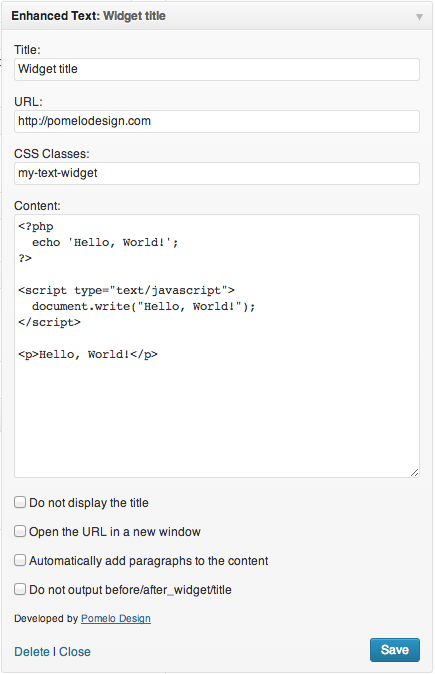 Enhanced Text: Widget title
Title:
Widget title
URL:
http://pomelodesign.com
CSS Classes:
my-text-widget
Content:
<?php
  echo 'Hello, World!';
?>

<script type="text/javascript">
  document.write("Hello, World!");
</script>

<p>Hello, World!</p>
Do not display the title
Open the URL in a new window
Automatically add paragraphs to the content
Do not output before/after_widget/title
Developed by Pomelo Design
Delete | Close
Save